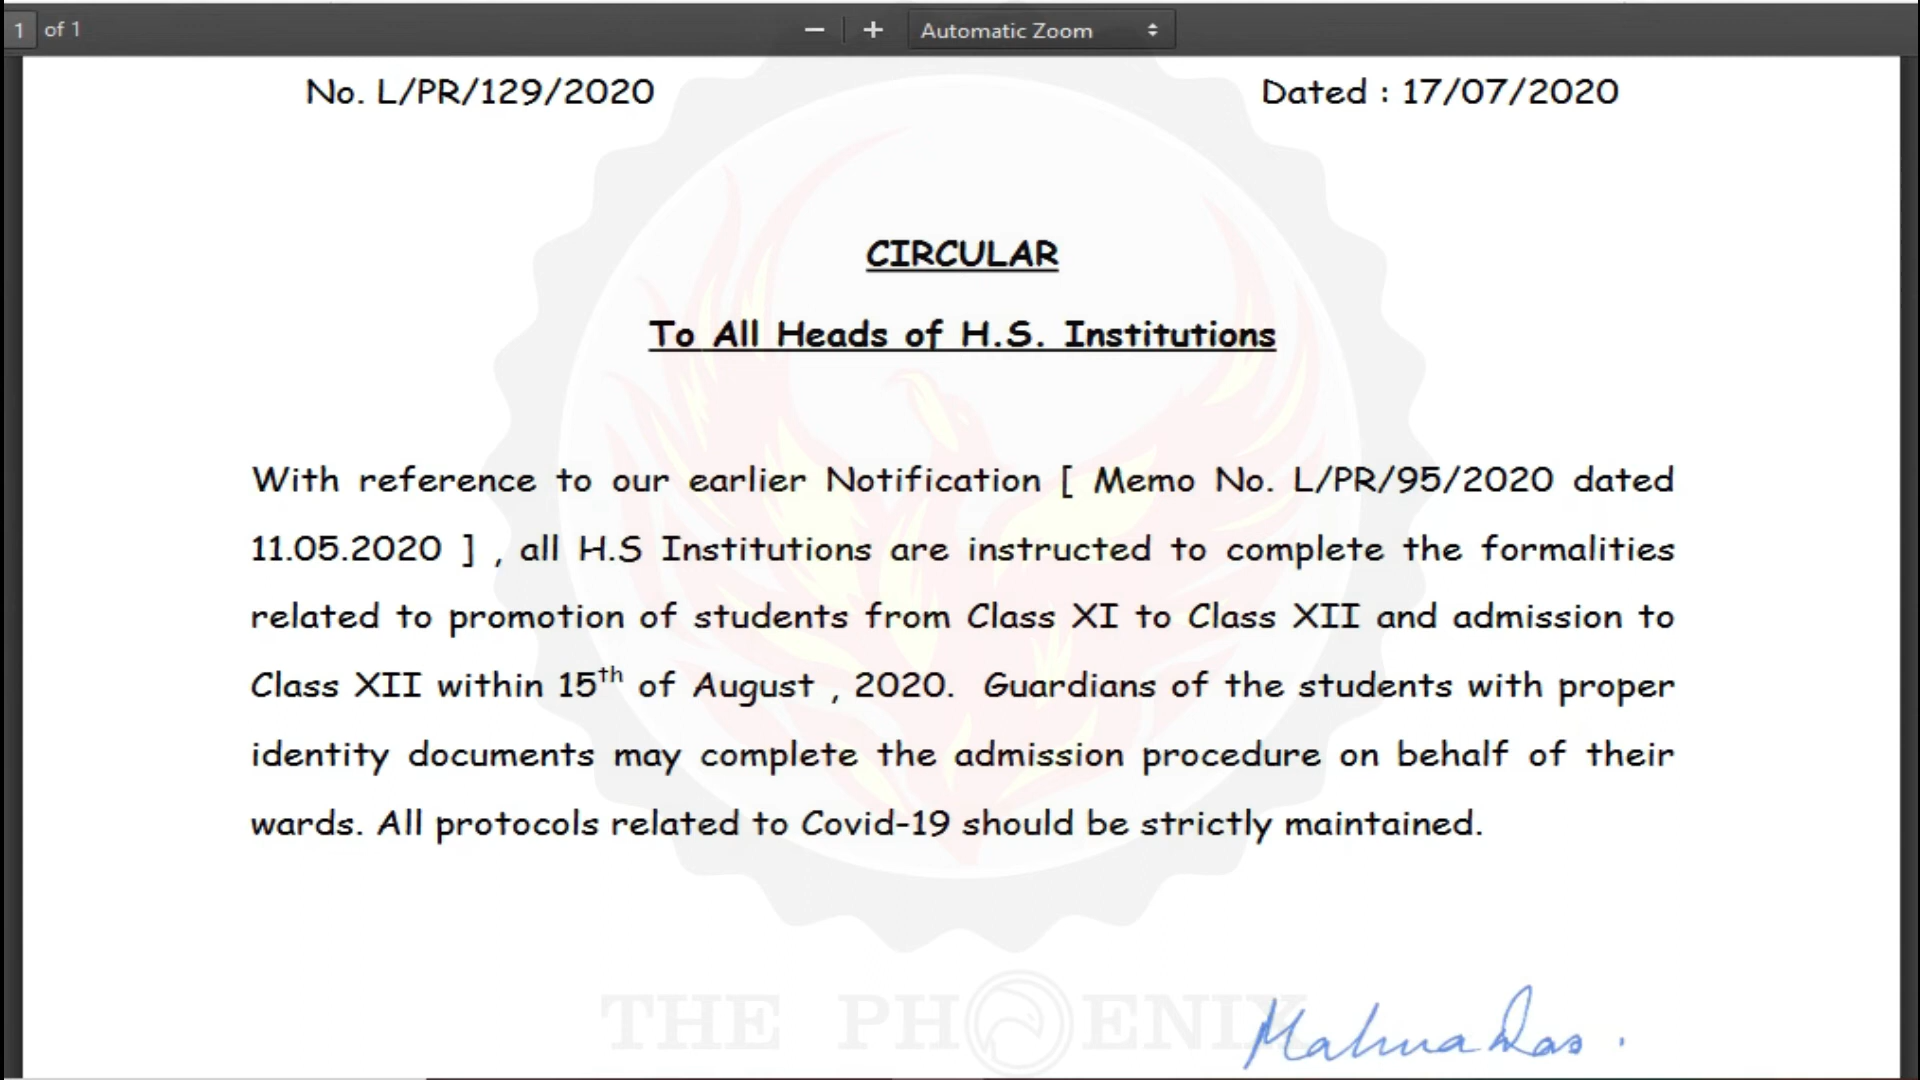 1 of 1 Automatic Zoom
No. L/PR/129/2020 Dated : 17/07/2020
CIRCULAR
To All Heads of H.S. Institutions
With reference to our earlier Notification [ Memo No. L/PR/95/2020 dated
11.05.2020 ] , all H.S Institutions are instructed to complete the formalities
related to promotion of students from Class XI to Class XII and admission to
Class XII within 15th of August , 2020. Guardians of the students with proper
identity documents may complete the admission procedure on behalf of their
wards. All protocols related to Covid-19 should be strictly maintained.
THE PHOENIX
Mahua Das.